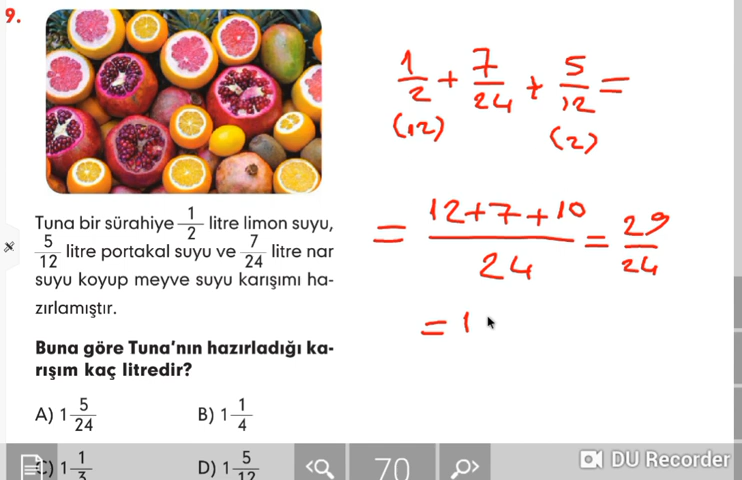 9.
Tuna bir sürahiye 1/2 litre limon suyu,
5/12 litre portakal suyu ve 7/24 litre nar
suyu koyup meyve suyu karışımı ha-
zırlamıştır.
Buna göre Tuna'nın hazırladığı ka-
rışım kaç litredir?
A) 1 5/24
B) 1 1/4
C) 1 1/3
D) 1 5/12
1/2 + 7/24 + 5/12 =
(12) (2)
= 12+7+10/24 = 29/24
= 1
70
DU Recorder